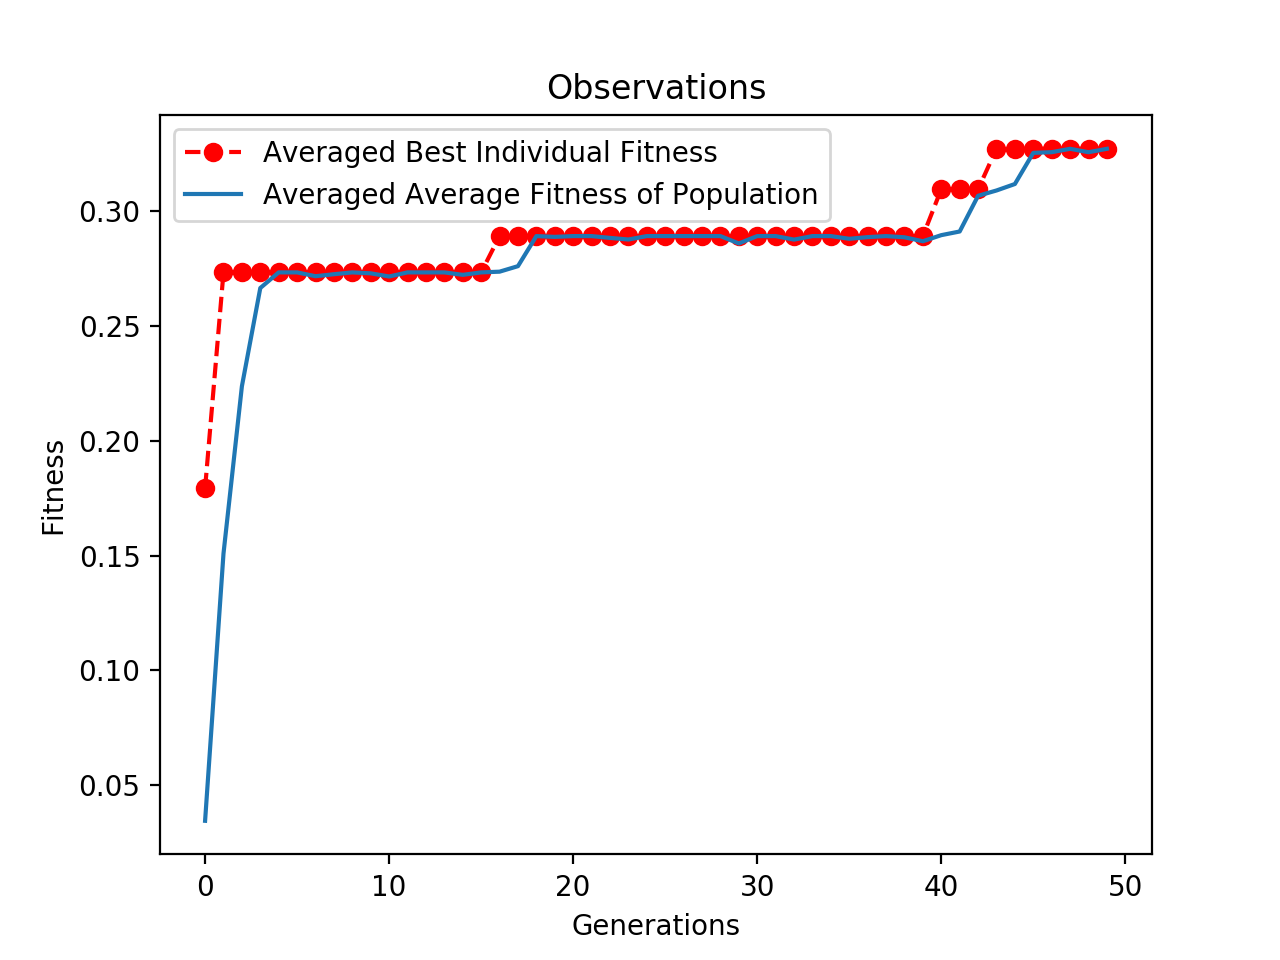 Observations
Averaged Best Individual Fitness
Averaged Average Fitness of Population
Fitness
0.30
0.25
0.20
0.15
0.10
0.05
0 10 20 30 40 50
Generations